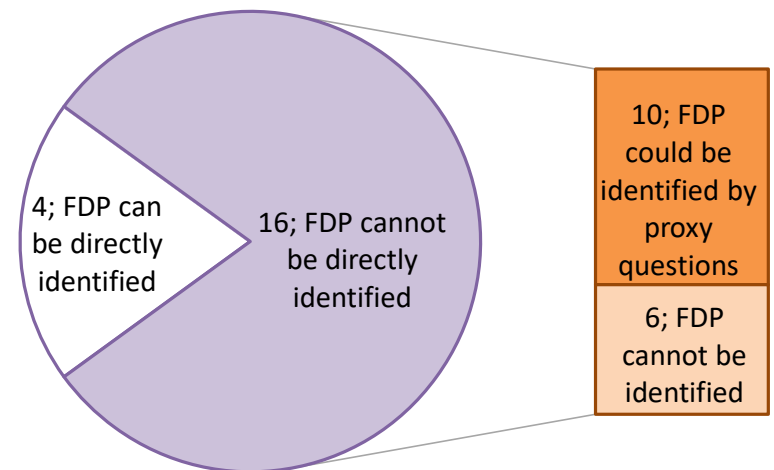 4; FDP can
be directly
identified
16; FDP cannot
be directly
identified
10; FDP
could be
identified by
proxy
questions
6; FDP
cannot be
identified